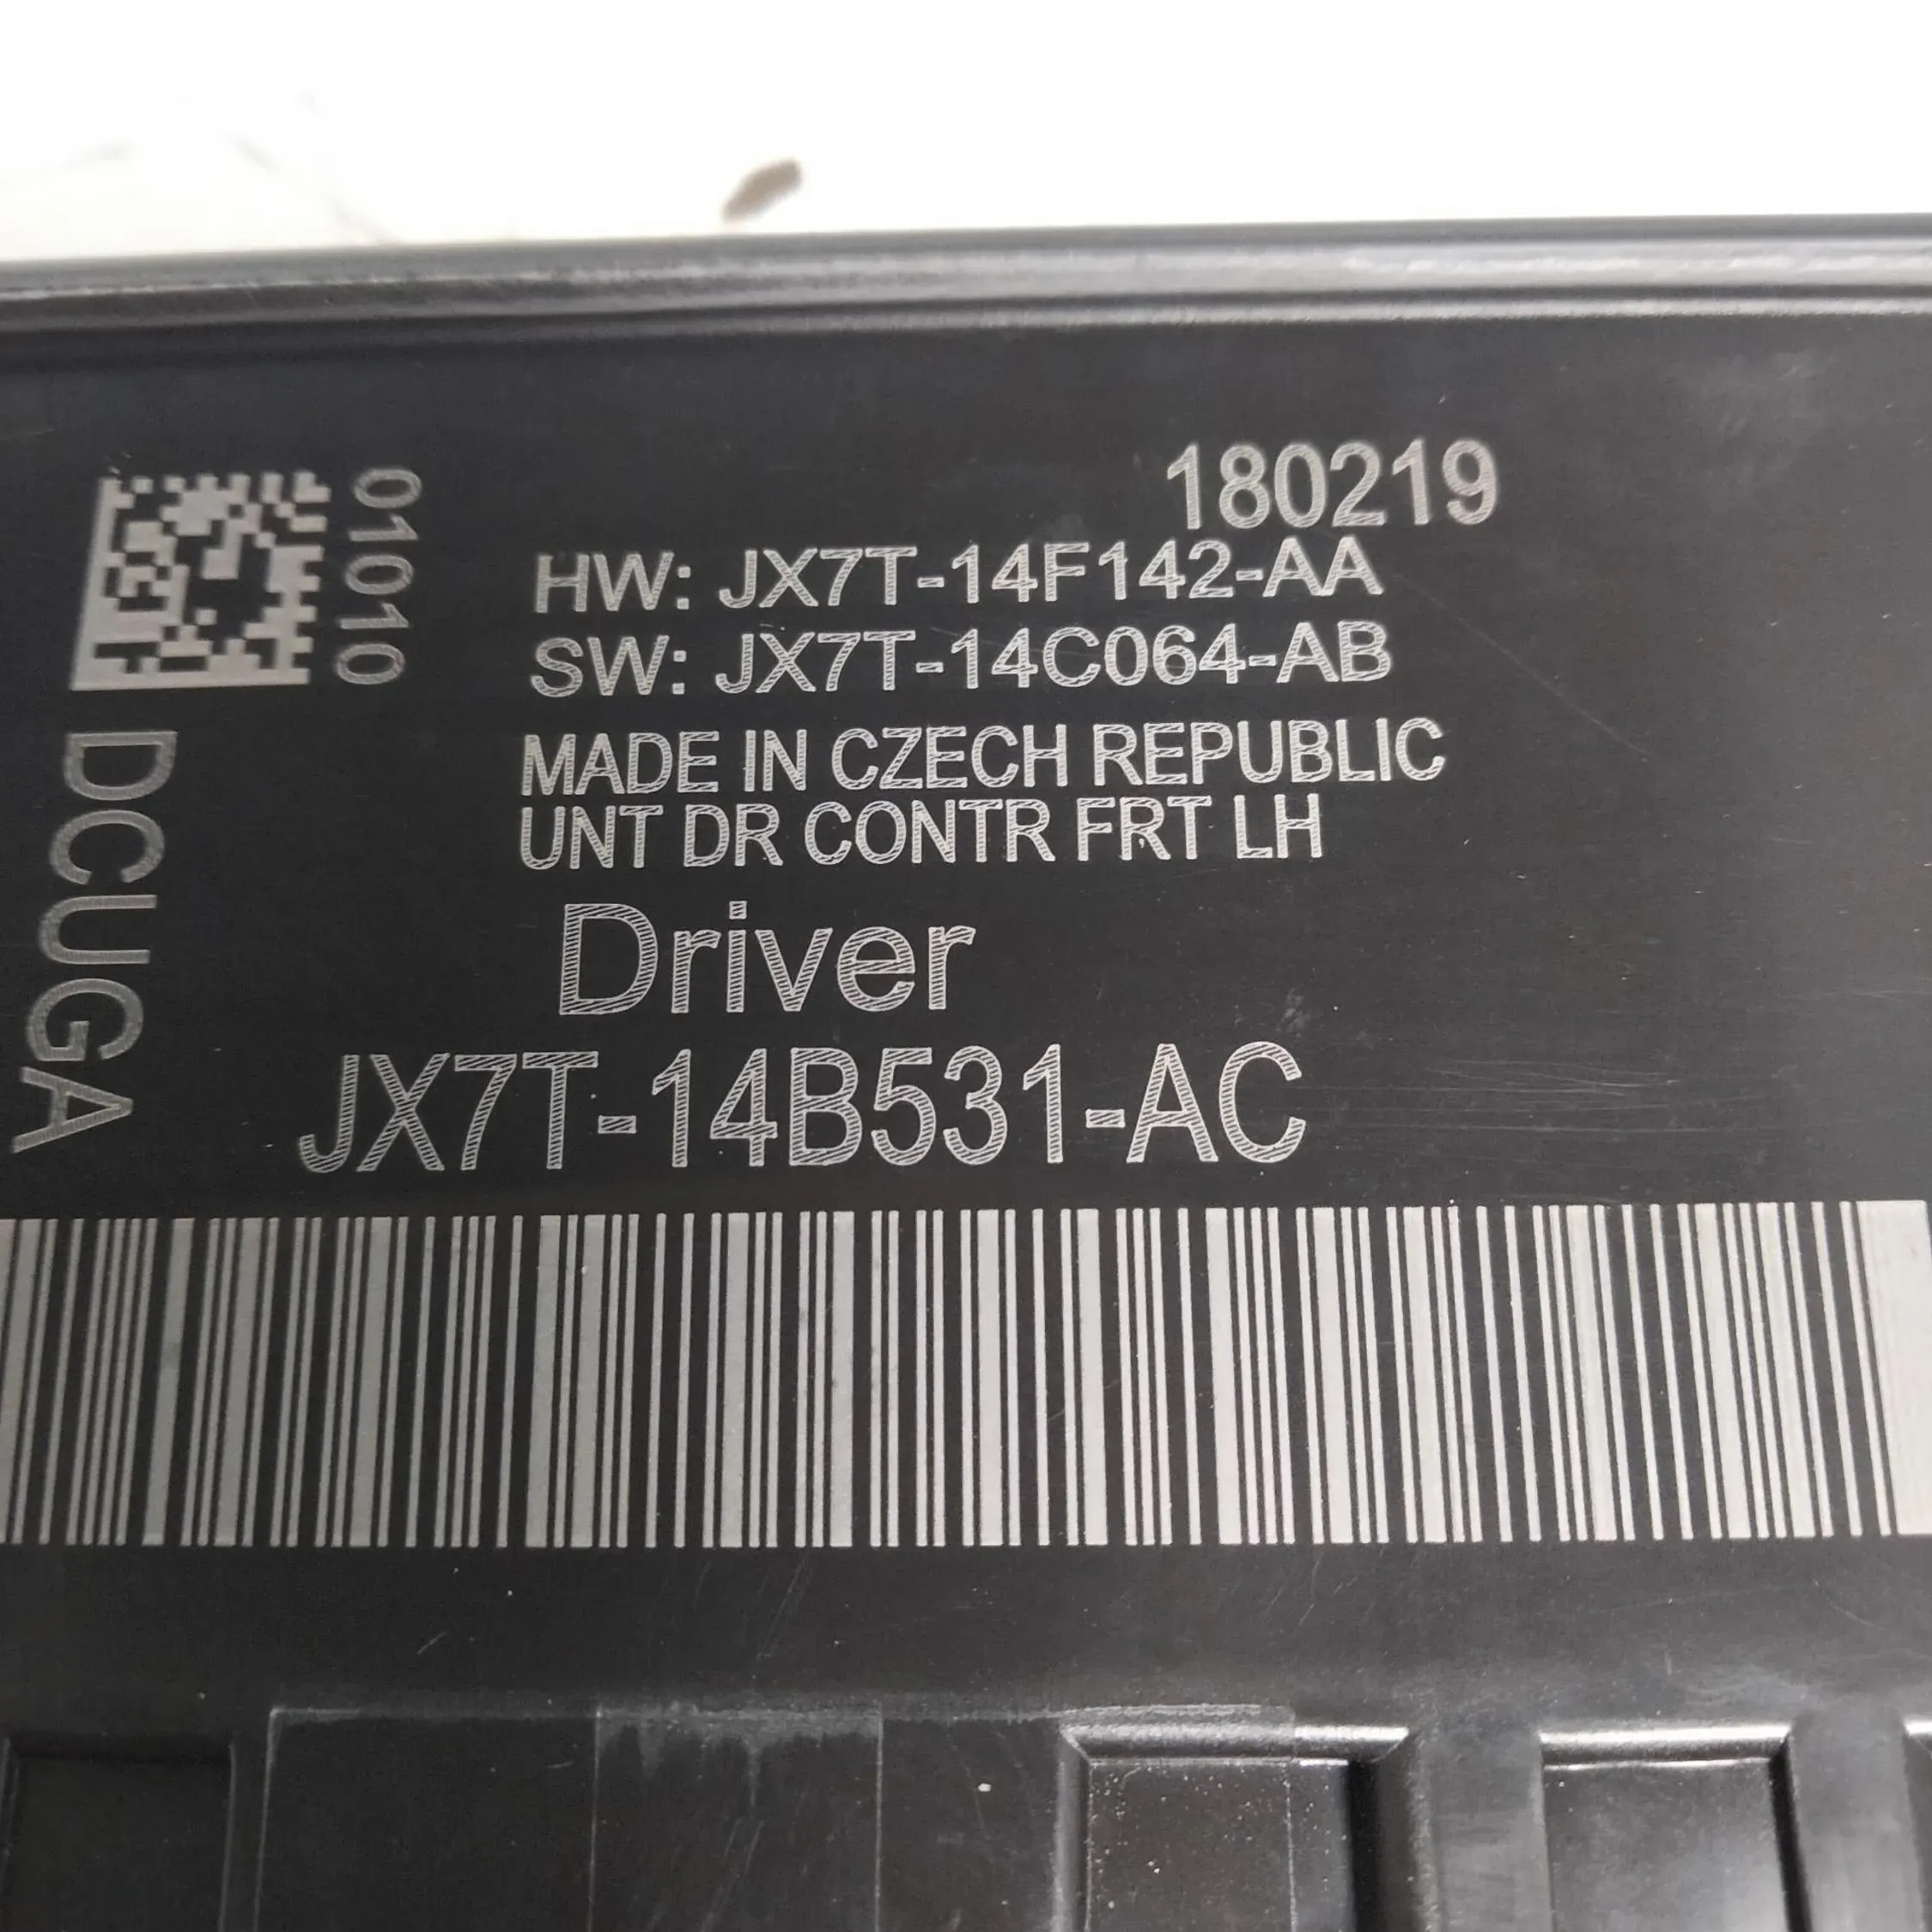 180219
01010
HW: JX7T-14F142-AA
SW: JX7T-14C064-AB
MADE IN CZECH REPUBLIC
UNT DR CONTR FRT LH
DCUGA
Driver
JX7T-14B531-AC